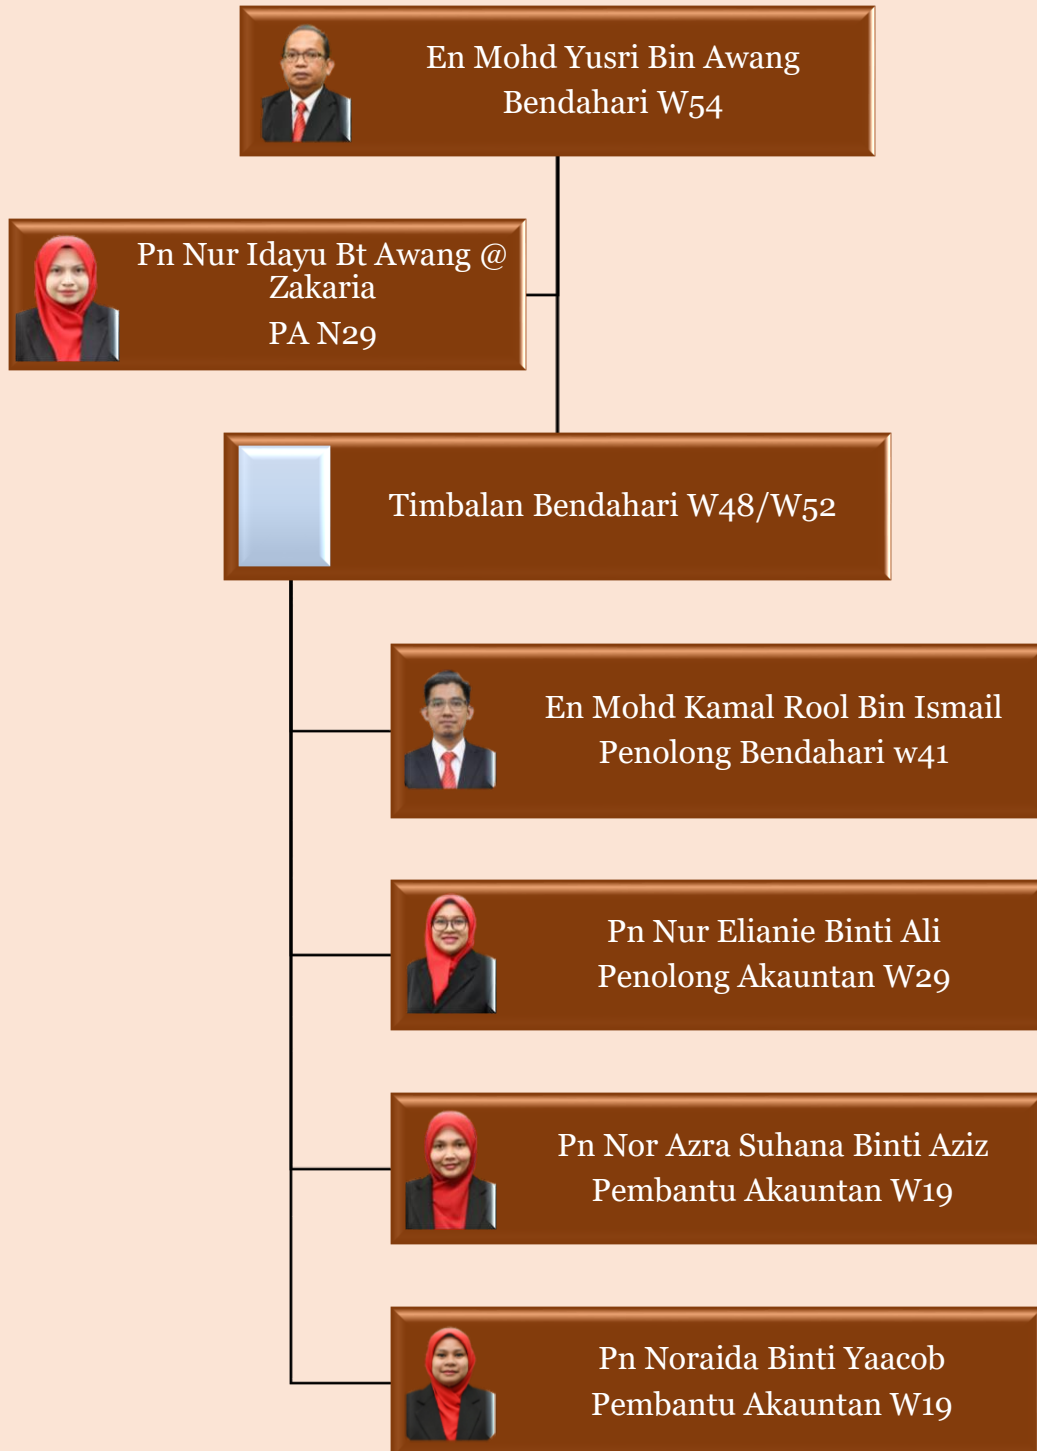 En Mohd Yusri Bin Awang
Bendahari W54
Pn Nur Idayu Bt Awang @
Zakaria
PA N29
Timbalan Bendahari W48/W52
En Mohd Kamal Rool Bin Ismail
Penolong Bendahari w41
Pn Nur Elianie Binti Ali
Penolong Akauntan W29
Pn Nor Azra Suhana Binti Aziz
Pembantu Akauntan W19
Pn Noraida Binti Yaacob
Pembantu Akauntan W19